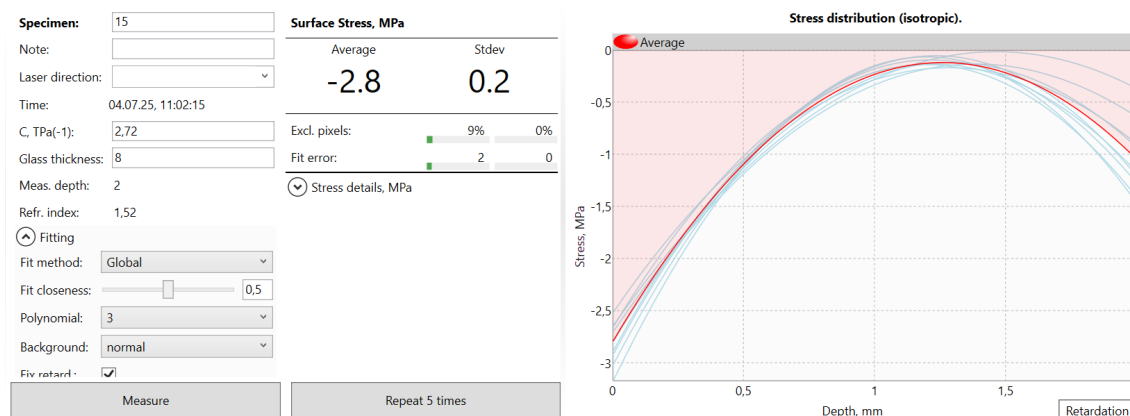 Specimen: 15
Note:
Laser direction:
Time: 04.07.25, 11:02:15
C, TPa(-1): 2,72
Glass thickness: 8
Meas. depth: 2
Refr. index: 1,52
Fitting
Fit method: Global
Fit closeness: 0,5
Polynomial: 3
Background: normal
Fix retard.:
Measure
Surface Stress, MPa
Average Stdev
-2.8 0.2
Excl. pixels: 9% 0%
Fit error: 2 0
Stress details, MPa
Repeat 5 times
Stress distribution (isotropic).
Average
Stress, MPa
0
-0,5
-1
-1,5
-2
-2,5
-3
0 0,5 1 1,5
Depth, mm
Retardation